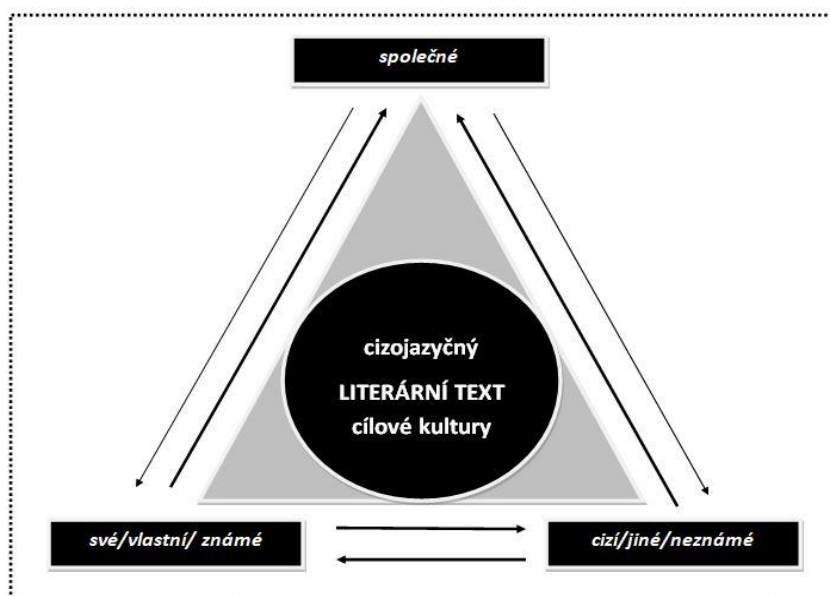 společné
cizojazyčný
LITERÁRNÍ TEXT
cílové kultury
své/vlastní/ známé
cizí/jiné/neznámé